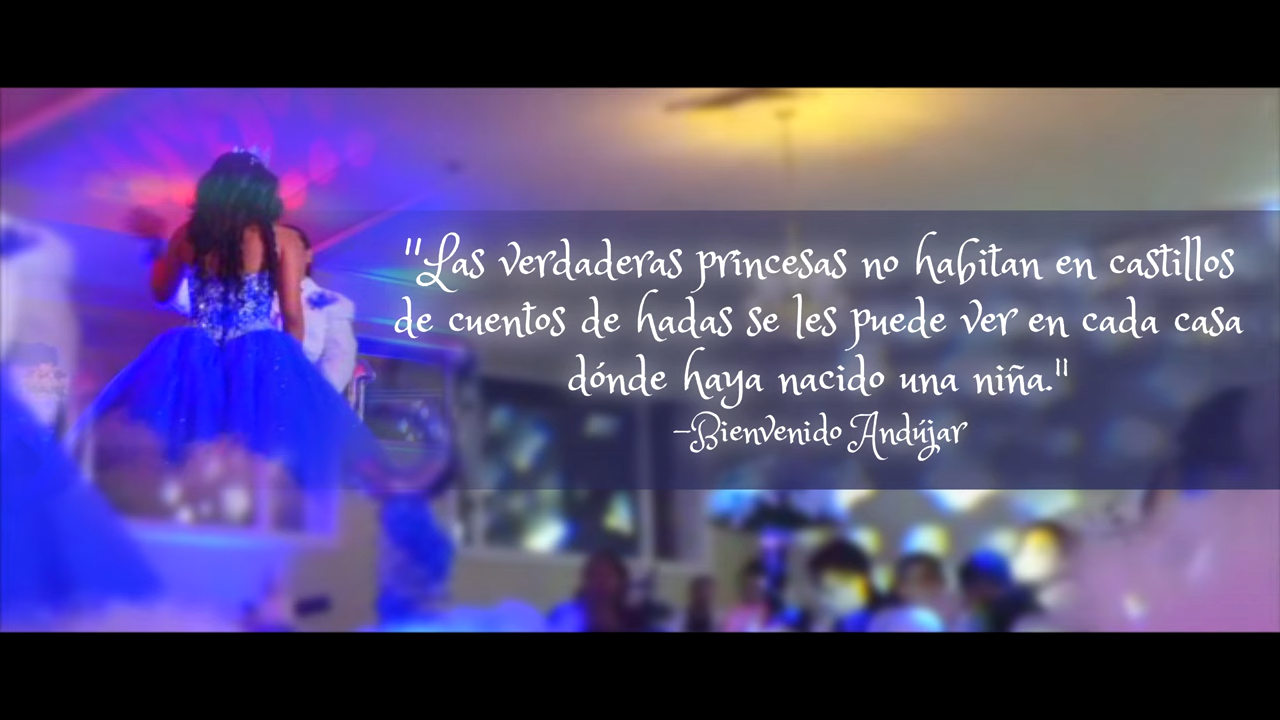 "Las verdaderas princesas no habitan en castillos
de cuentos de hadas se les puede ver en cada casa
dónde haya nacido una niña."
-Bienvenido Andújar